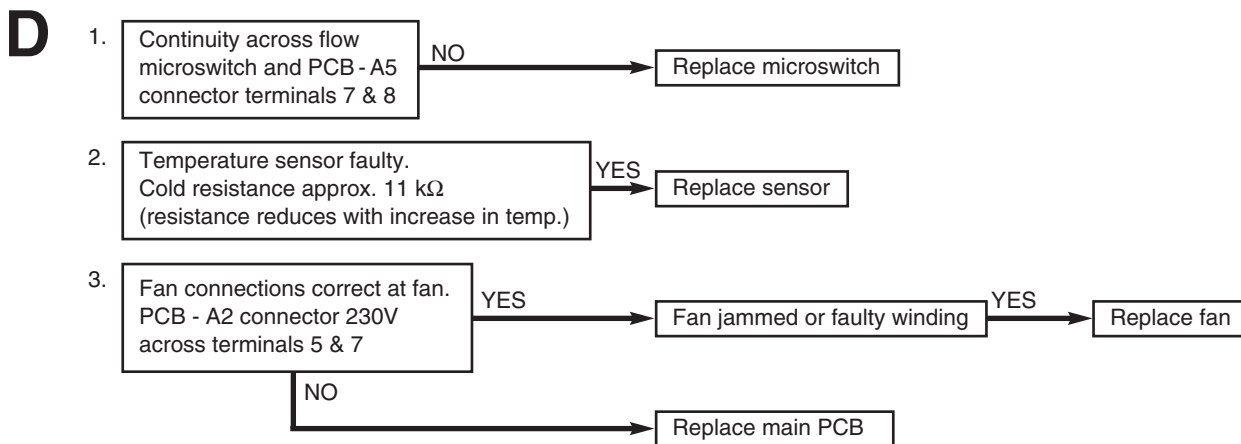 D
1.
Continuity across flow
microswitch and PCB - A5
connector terminals 7 & 8
NO
Replace microswitch
2.
Temperature sensor faulty.
Cold resistance approx. 11 kΩ
(resistance reduces with increase in temp.)
YES
Replace sensor
3.
Fan connections correct at fan.
PCB - A2 connector 230V
across terminals 5 & 7
YES
Fan jammed or faulty winding
YES
Replace fan
NO
Replace main PCB